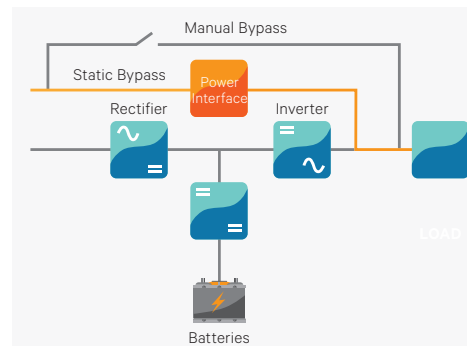 Manual Bypass
Static Bypass
Power
Interface
Rectifier
Inverter
LOAD
Batteries